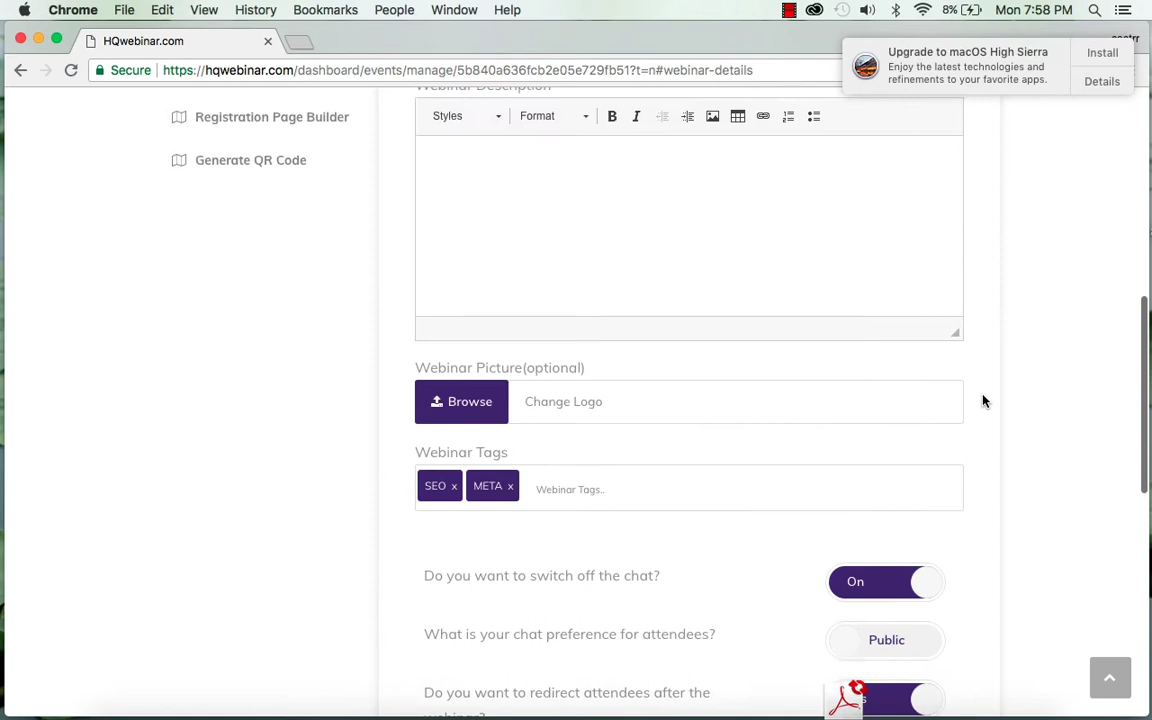 Chrome File Edit View History Bookmarks People Window Help 8% Mon 7:58 PM
HQwebinar.com
Secure https://hqwebinar.com/dashboard/events/manage/5b840a636fcb2e05e729fb51?t=n#webinar-details
Upgrade to macOS High Sierra
Enjoy the latest technologies and
refinements to your favorite apps.
Install
Details
Webinar Description
Registration Page Builder
Generate QR Code
Styles Format B I
Webinar Picture(optional)
Browse Change Logo
Webinar Tags
SEO x META x Webinar Tags..
Do you want to switch off the chat? On
What is your chat preference for attendees? Public
Do you want to redirect attendees after the
webinar?